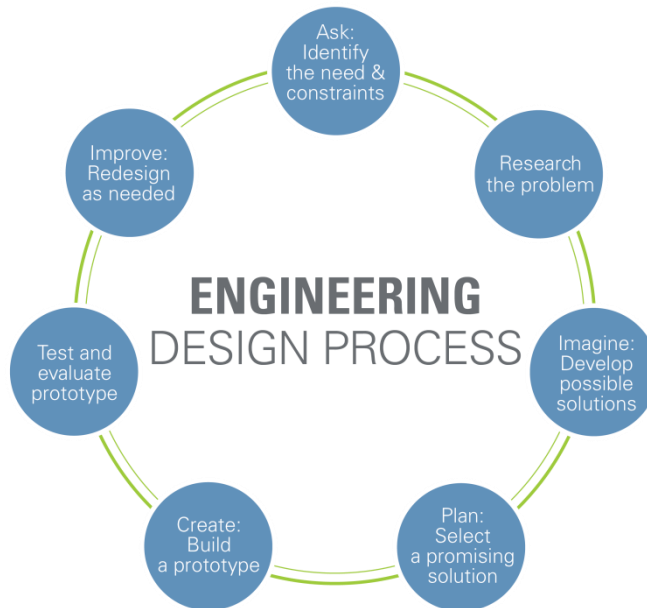 Ask:
Identify
the need &
constraints
Research
the problem
Imagine:
Develop
possible
solutions
Plan:
Select
a promising
solution
Create:
Build
a prototype
Test and
evaluate
prototype
Improve:
Redesign
as needed
ENGINEERING
DESIGN PROCESS